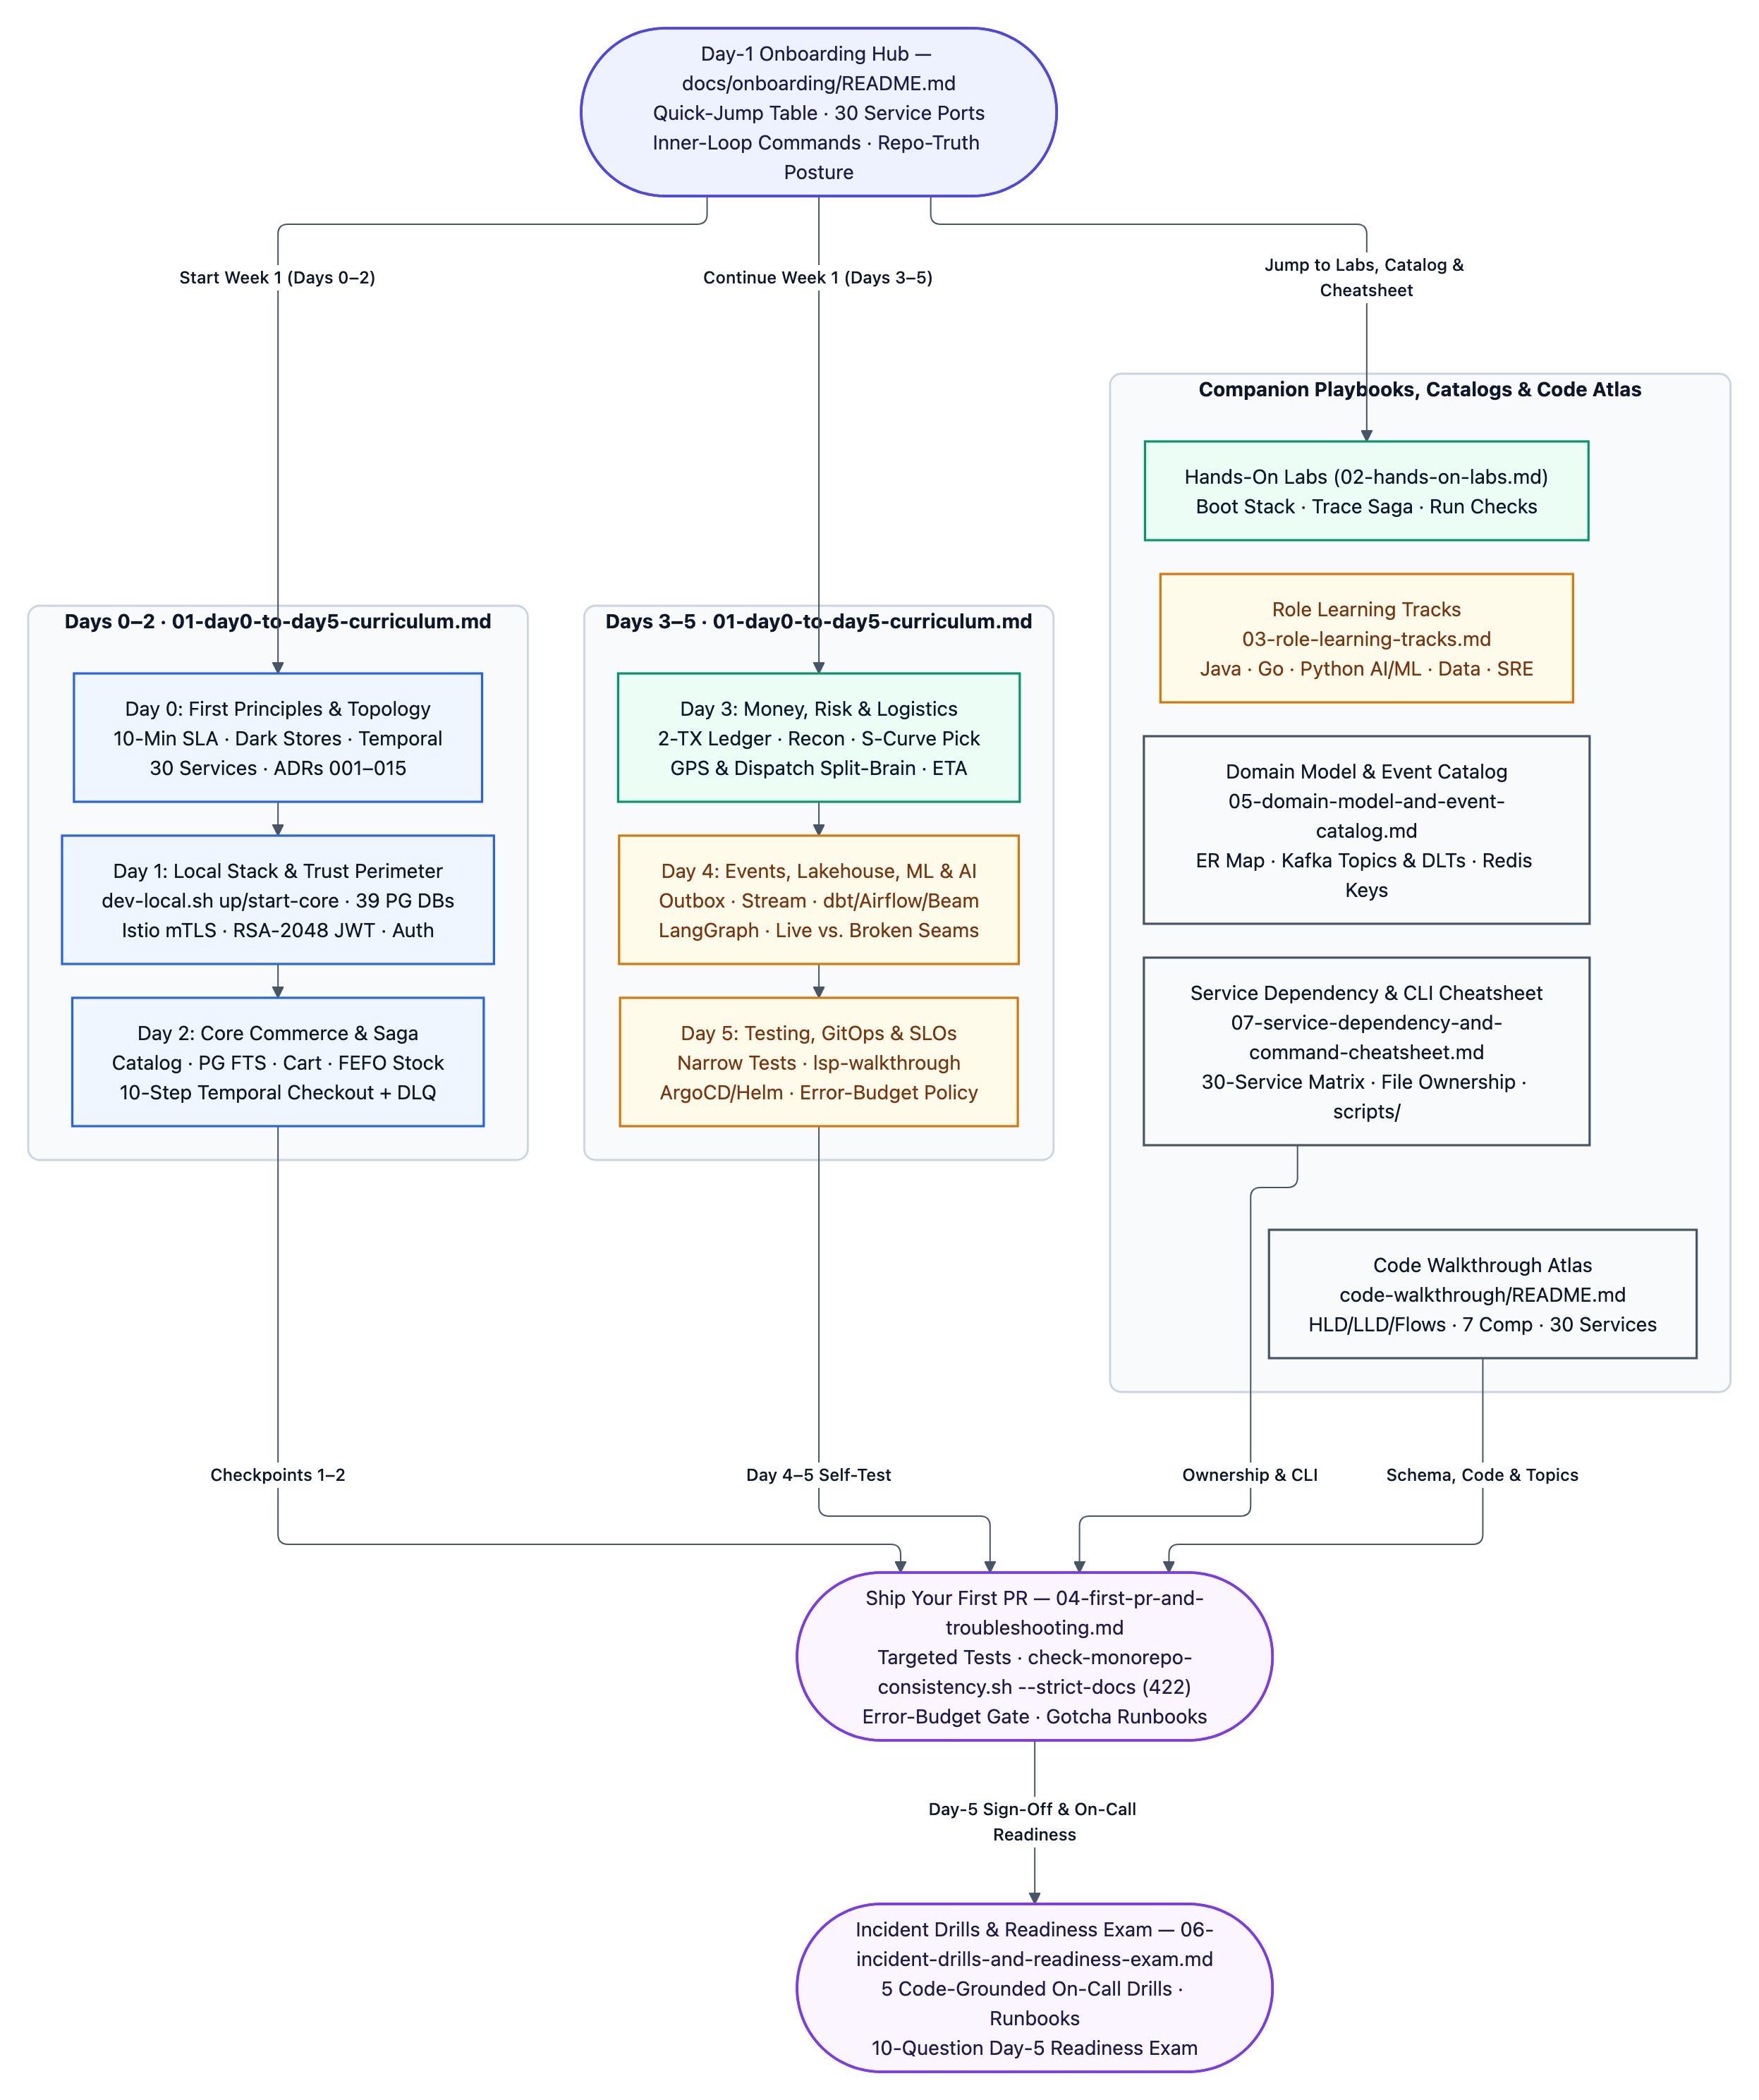 Day-1 Onboarding Hub —
docs/onboarding/README.md
Quick-Jump Table · 30 Service Ports
Inner-Loop Commands · Repo-Truth
Posture
Start Week 1 (Days 0–2)
Continue Week 1 (Days 3–5)
Jump to Labs, Catalog &
Cheatsheet
Days 0–2 · 01-day0-to-day5-curriculum.md
Day 0: First Principles & Topology
10-Min SLA · Dark Stores · Temporal
30 Services · ADRs 001–015
Day 1: Local Stack & Trust Perimeter
dev-local.sh up/start-core · 39 PG DBs
Istio mTLS · RSA-2048 JWT · Auth
Day 2: Core Commerce & Saga
Catalog · PG FTS · Cart · FEFO Stock
10-Step Temporal Checkout + DLQ
Days 3–5 · 01-day0-to-day5-curriculum.md
Day 3: Money, Risk & Logistics
2-TX Ledger · Recon · S-Curve Pick
GPS & Dispatch Split-Brain · ETA
Day 4: Events, Lakehouse, ML & AI
Outbox · Stream · dbt/Airflow/Beam
LangGraph · Live vs. Broken Seams
Day 5: Testing, GitOps & SLOs
Narrow Tests · lsp-walkthrough
ArgoCD/Helm · Error-Budget Policy
Companion Playbooks, Catalogs & Code Atlas
Hands-On Labs (02-hands-on-labs.md)
Boot Stack · Trace Saga · Run Checks
Role Learning Tracks
03-role-learning-tracks.md
Java · Go · Python AI/ML · Data · SRE
Domain Model & Event Catalog
05-domain-model-and-event-
catalog.md
ER Map · Kafka Topics & DLTs · Redis
Keys
Service Dependency & CLI Cheatsheet
07-service-dependency-and-
command-cheatsheet.md
30-Service Matrix · File Ownership ·
scripts/
Code Walkthrough Atlas
code-walkthrough/README.md
HLD/LLD/Flows · 7 Comp · 30 Services
Checkpoints 1–2
Day 4–5 Self-Test
Ownership & CLI
Schema, Code & Topics
Ship Your First PR — 04-first-pr-and-
troubleshooting.md
Targeted Tests · check-monorepo-
consistency.sh --strict-docs (422)
Error-Budget Gate · Gotcha Runbooks
Day-5 Sign-Off & On-Call
Readiness
Incident Drills & Readiness Exam — 06-
incident-drills-and-readiness-exam.md
5 Code-Grounded On-Call Drills ·
Runbooks
10-Question Day-5 Readiness Exam